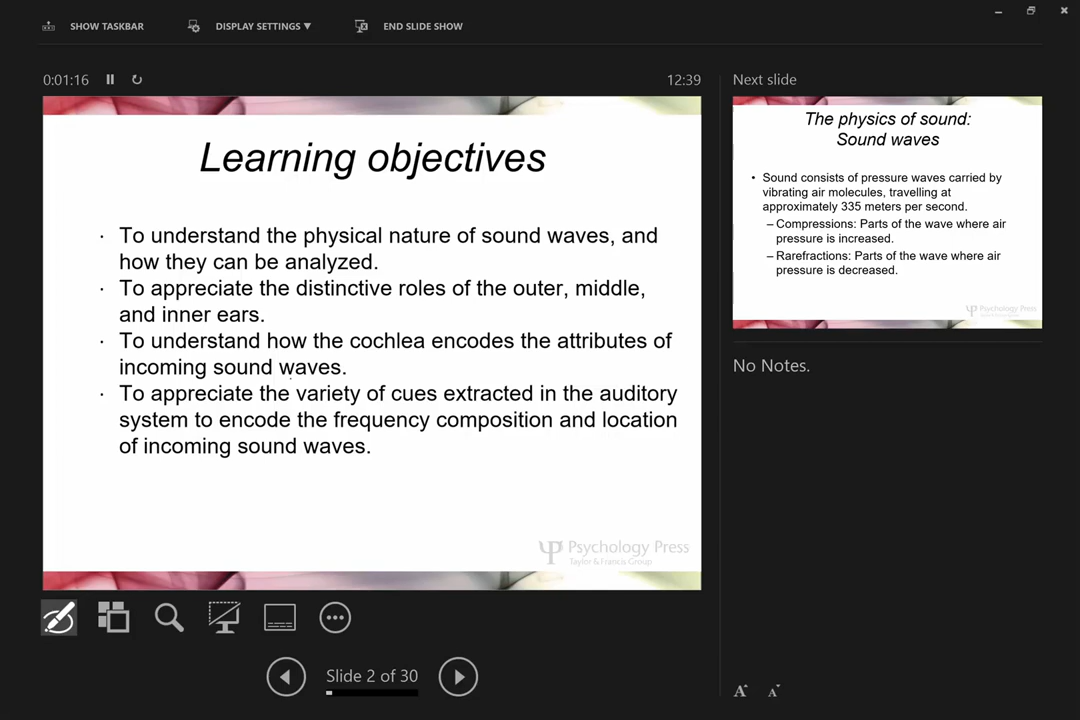 SHOW TASKBAR
DISPLAY SETTINGS ▼
END SLIDE SHOW
0:01:16
12:39
Learning objectives
· To understand the physical nature of sound waves, and
how they can be analyzed.
· To appreciate the distinctive roles of the outer, middle,
and inner ears.
· To understand how the cochlea encodes the attributes of
incoming sound waves.
· To appreciate the variety of cues extracted in the auditory
system to encode the frequency composition and location
of incoming sound waves.
Psychology Press
Taylor & Francis Group
Slide 2 of 30
Next slide
The physics of sound:
Sound waves
• Sound consists of pressure waves carried by
vibrating air molecules, travelling at
approximately 335 meters per second.
– Compressions: Parts of the wave where air
pressure is increased.
– Rarefractions: Parts of the wave where air
pressure is decreased.
Psychology Press
No Notes.
A A